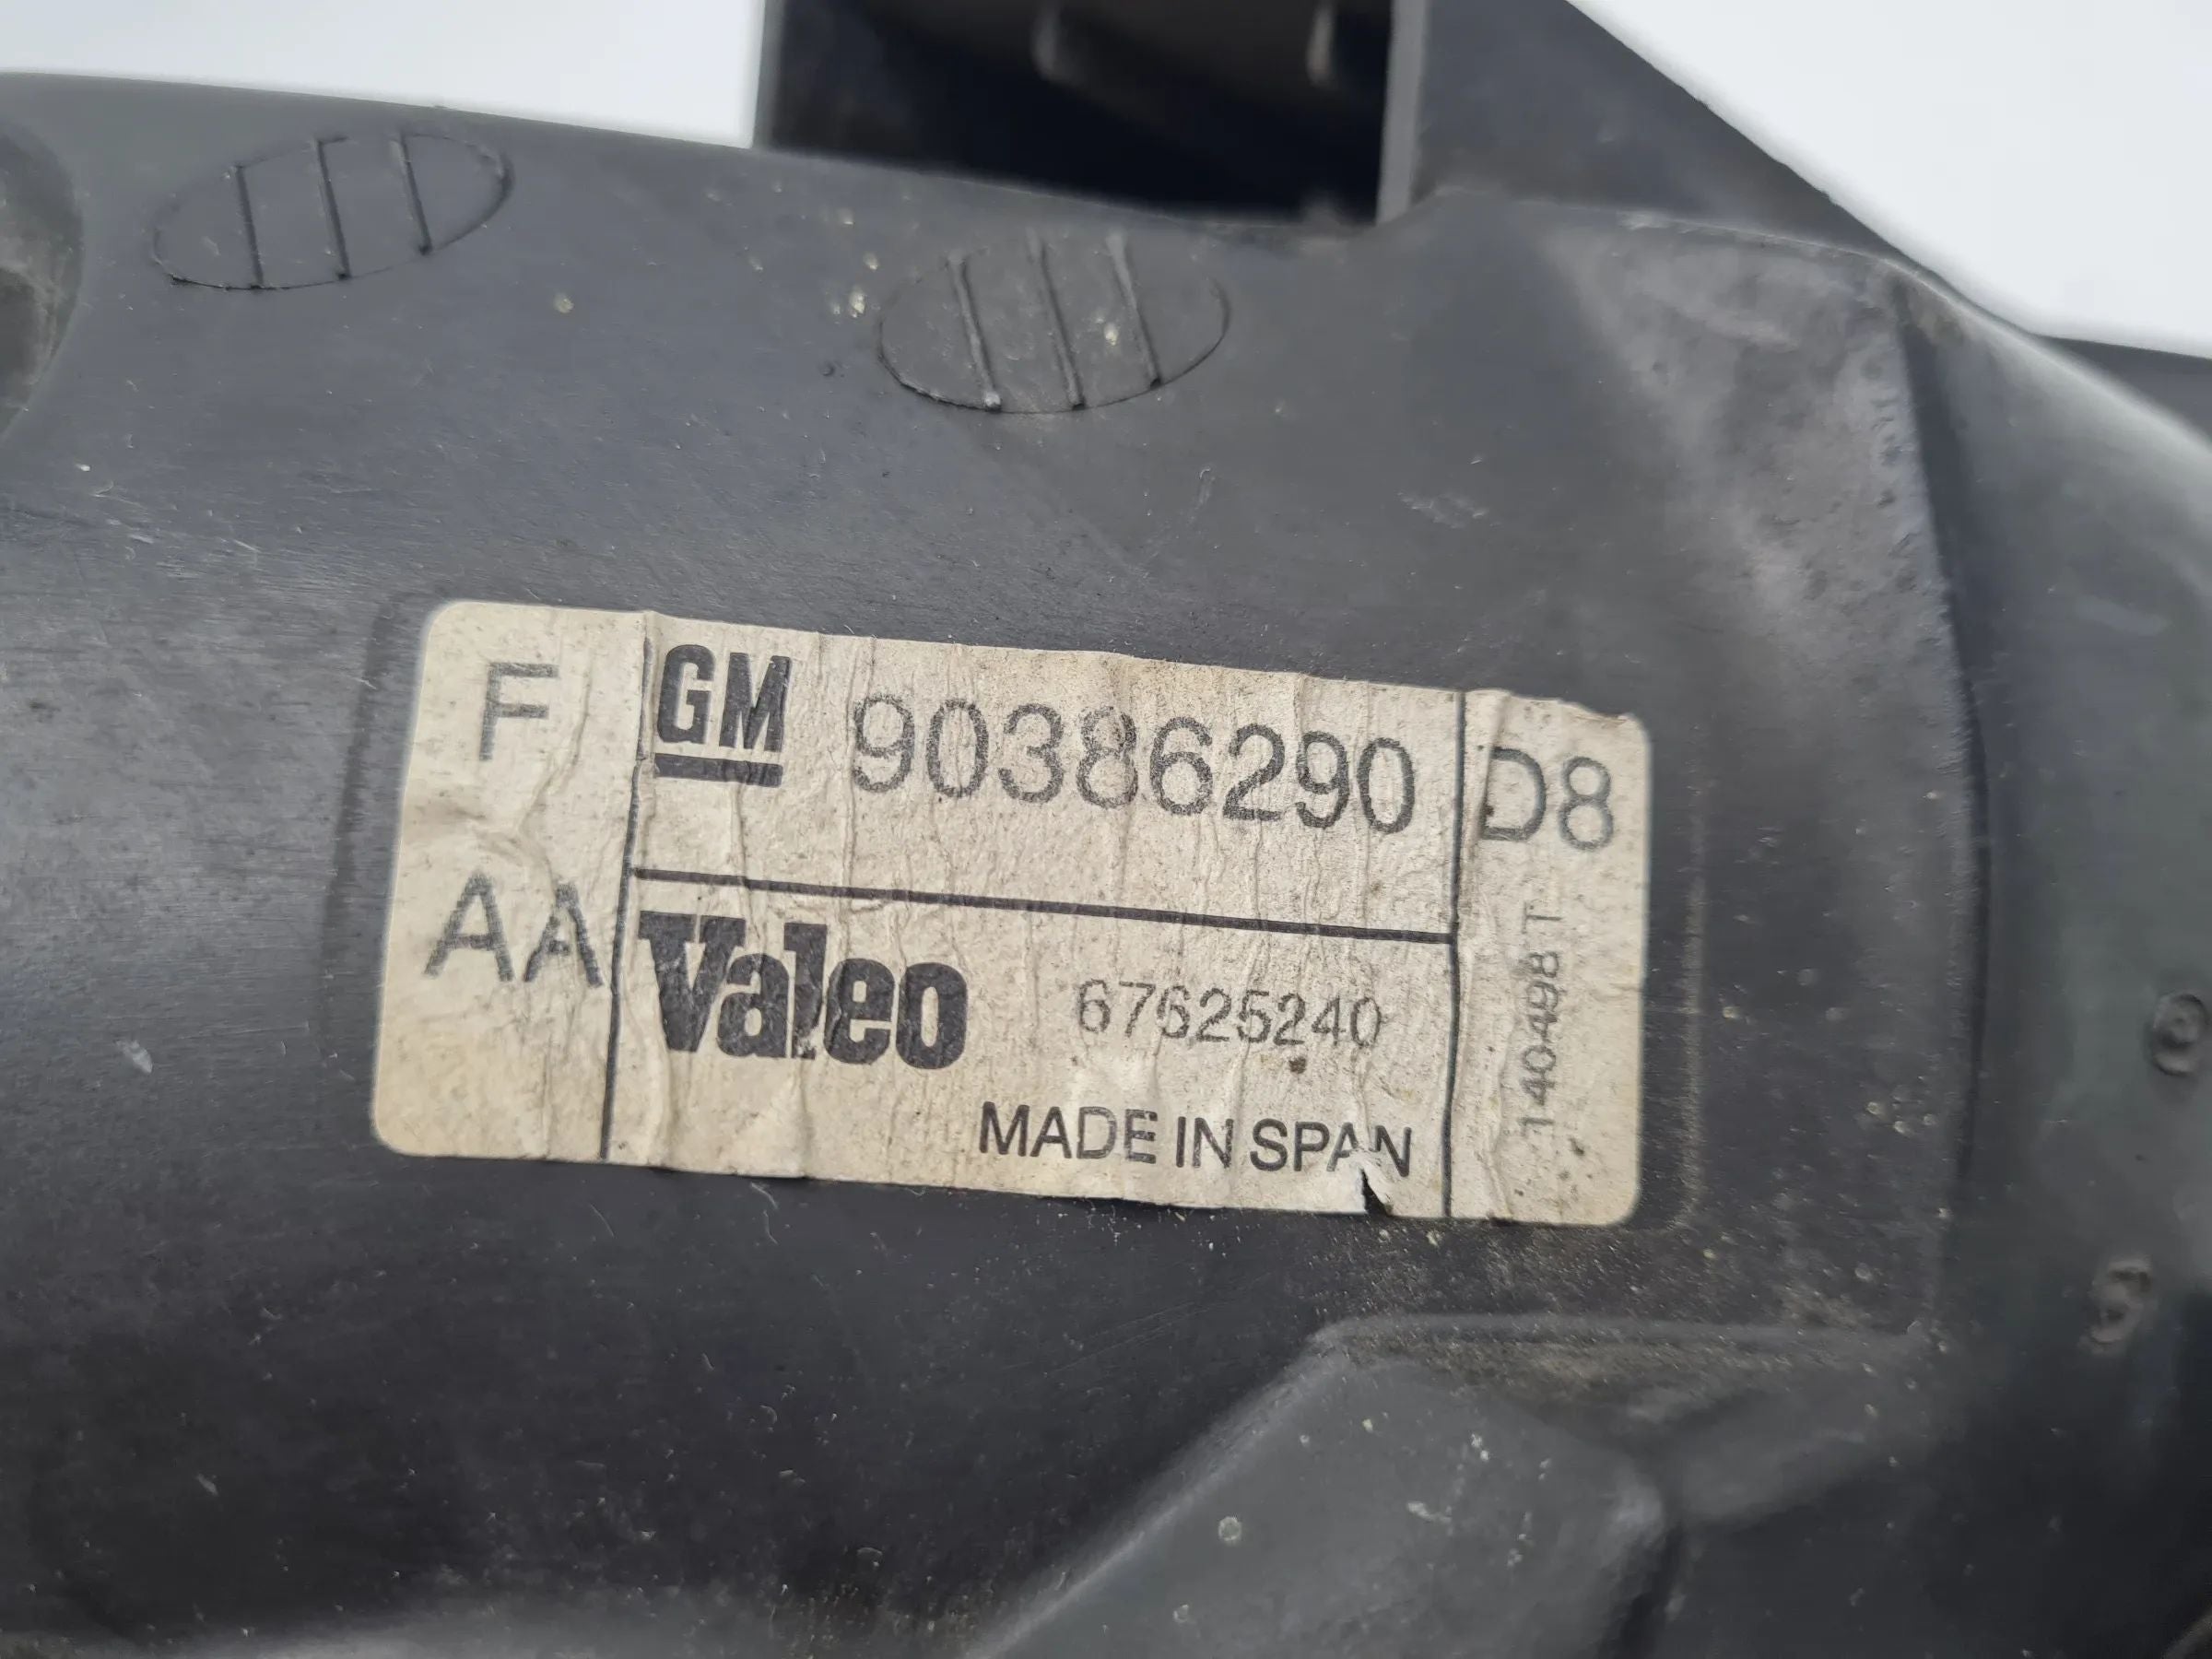 F GM 90386290 D8
AA Valeo 67625240
MADE IN SPAN
140498 T